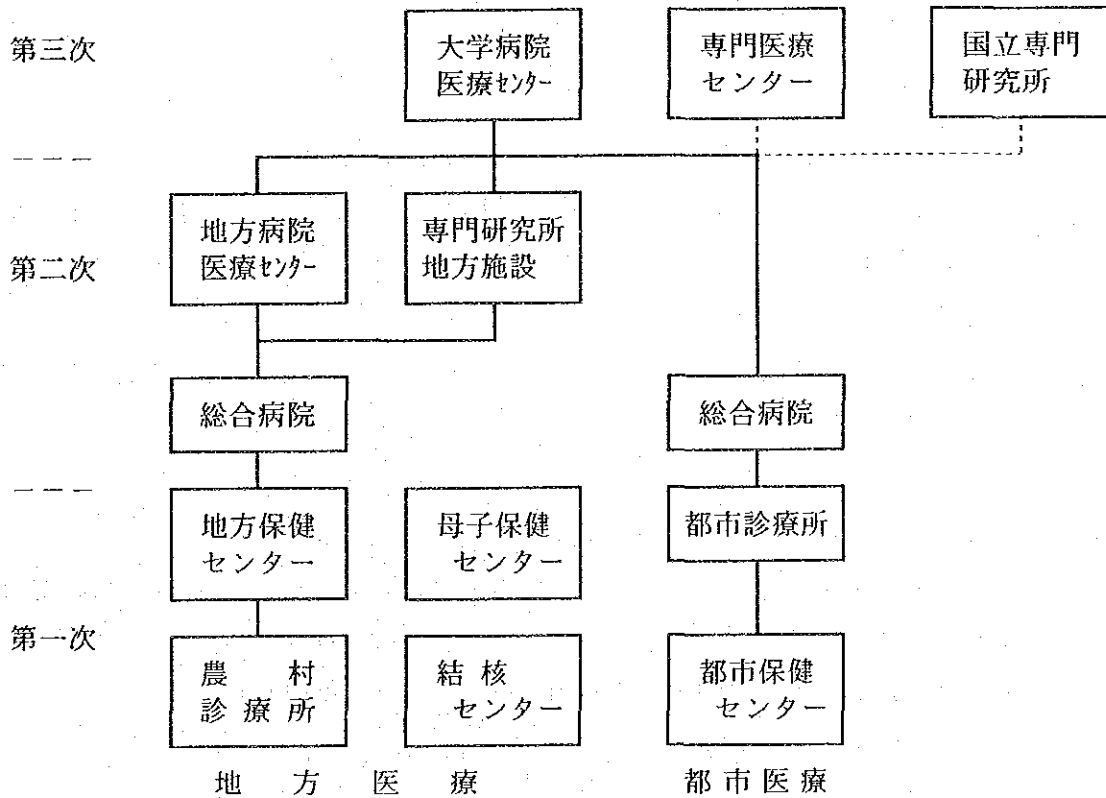 第三次
大学病院
医療センター
専門医療
センター
国立専門
研究所
第二次
地方病院
医療センター
専門研究所
地方施設
総合病院
総合病院
地方保健
センター
母子保健
センター
都市診療所
第一次
農村
診療所
結核
センター
都市保健
センター
地方医療
都市医療